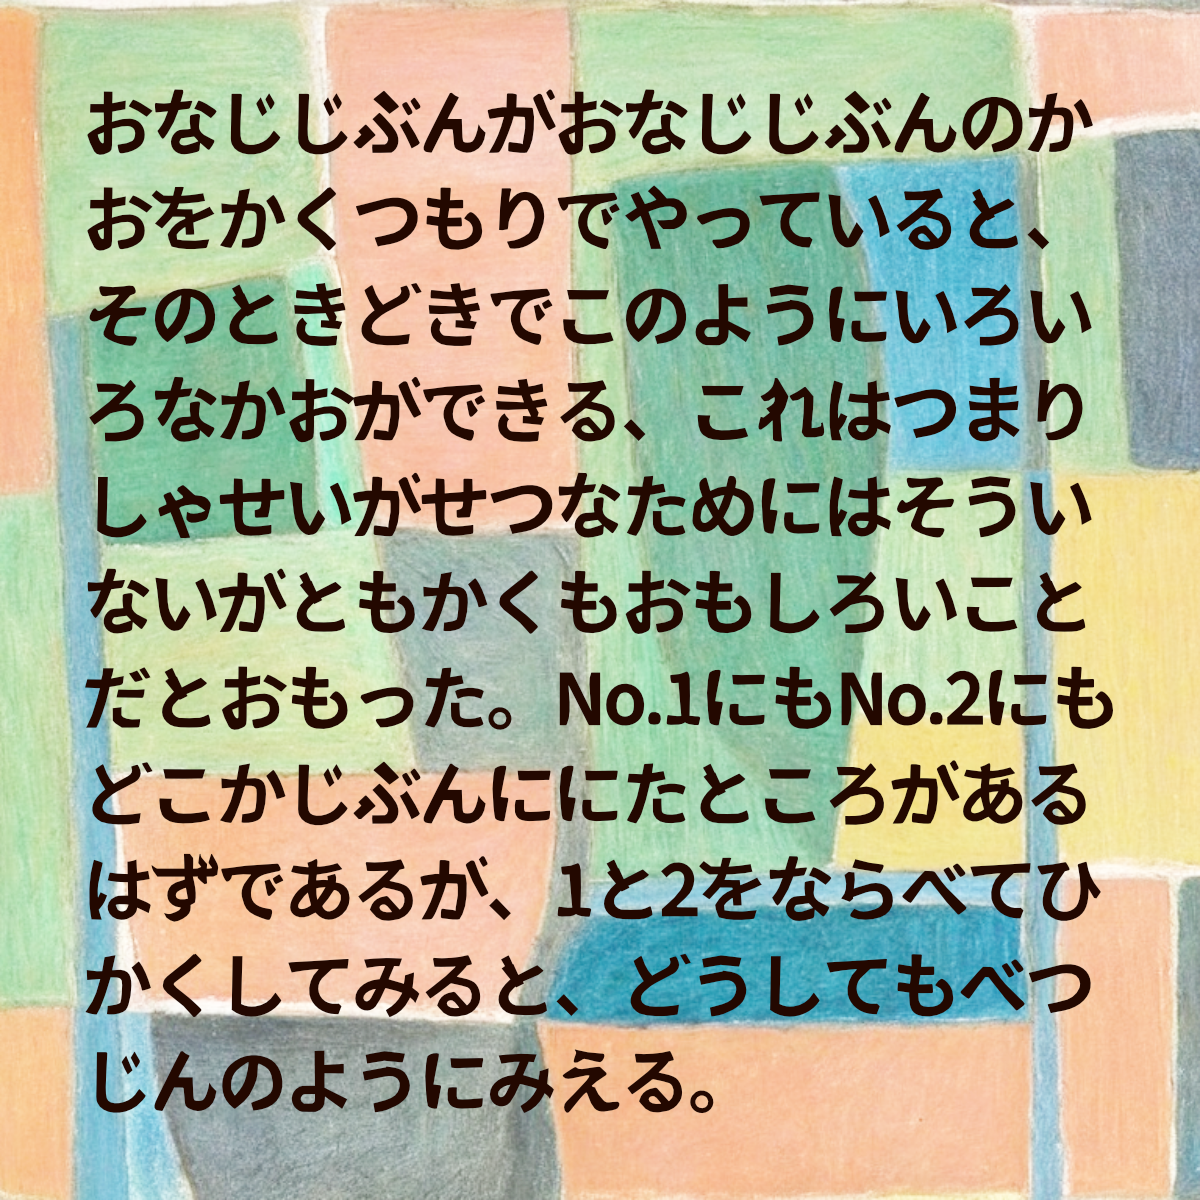 おなじじぶんがおなじじぶんのか
おをかくつもりでやっていると、
そのときどきでこのようにいろい
ろなかおができる、これはつまり
しゃせいがせつなためにはそうい
ないがともかくもおもしろいこと
だとおもった。No.1にもNo.2にも
どこかじぶんににたところがある
はずであるが、1と2をならべてひ
かくしてみると、どうしてもべつ
じんのようにみえる。